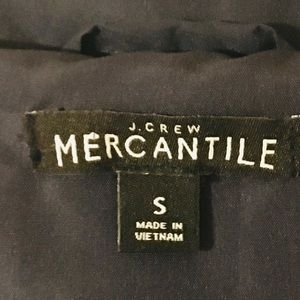 J.CREW
MERCANTILE
S
MADE IN
VIETNAM